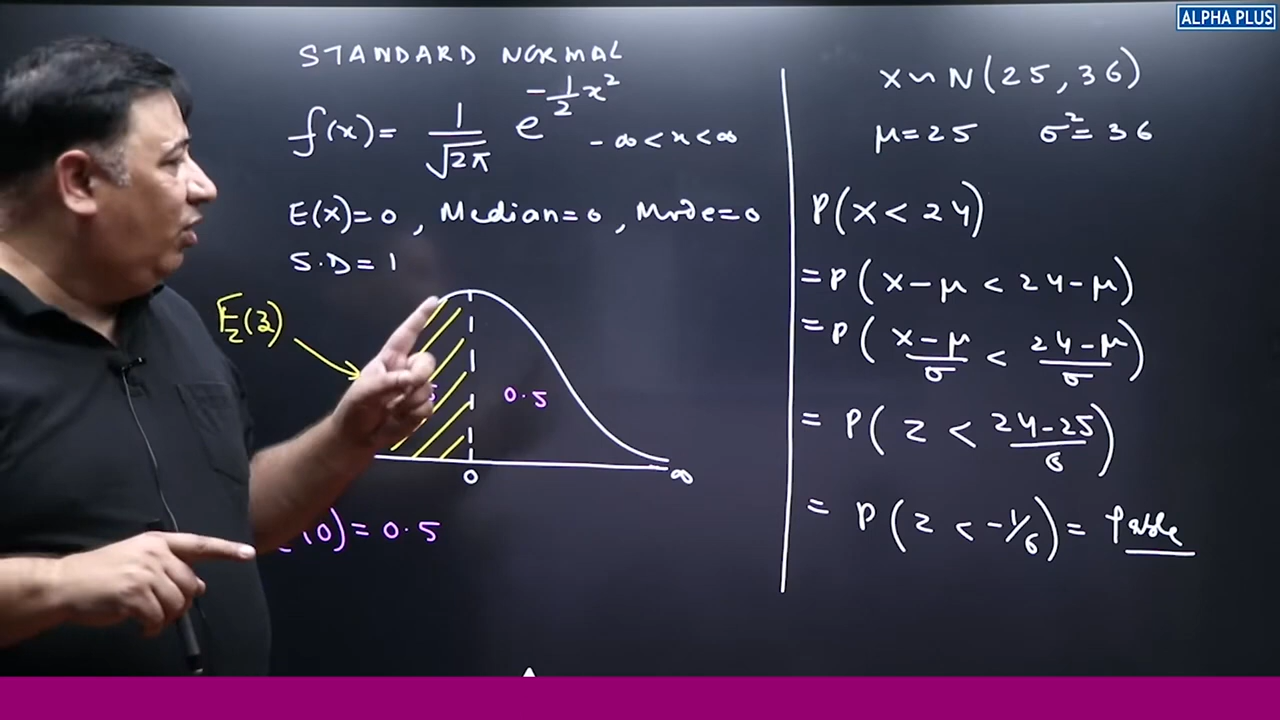 ALPHA PLUS
STANDARD NORMAL
f(x) = 1/√2π e^-1/2 x² -∞ < x < ∞
E(x)=0 , Median=0 , Mode=0
S.D = 1
0.5
0 ∞
(0) = 0.5
X ~ N(25, 36)
μ=25 σ²=36
P(X < 24)
= P(X-μ < 24-μ)
= P(X-μ/σ < 24-μ/σ)
= P(Z < 24-25/6)
= P(Z < -1/6) = Table